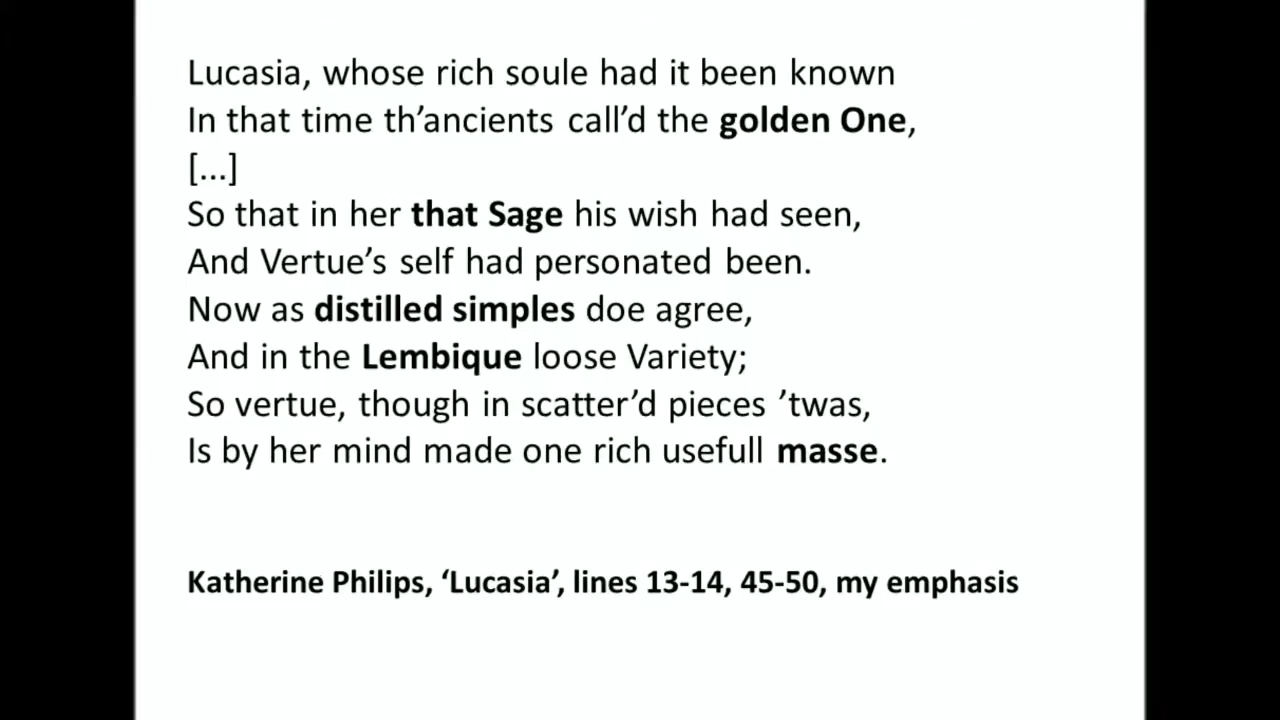 Lucasia, whose rich soule had it been known
In that time th’ancients call’d the golden One,
[...]
So that in her that Sage his wish had seen,
And Vertue’s self had personated been.
Now as distilled simples doe agree,
And in the Lembique loose Variety;
So vertue, though in scatter’d pieces ’twas,
Is by her mind made one rich usefull masse.
Katherine Philips, ‘Lucasia’, lines 13-14, 45-50, my emphasis